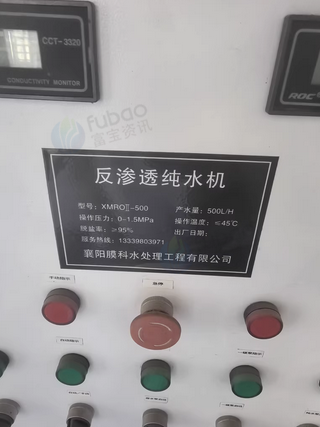 CCT-3320
CONDUCTIVITY MONITOR
ROC
fubao
富宝资讯
反渗透纯水机
型号: XMROⅡ-500 产水量: 500L/H
操作压力: 0-1.5MPa 操作温度: ≤45℃
脱盐率: ≥95% 出厂日期:
服务热线: 13339803971
襄阳膜科水处理工程有限公司
急停